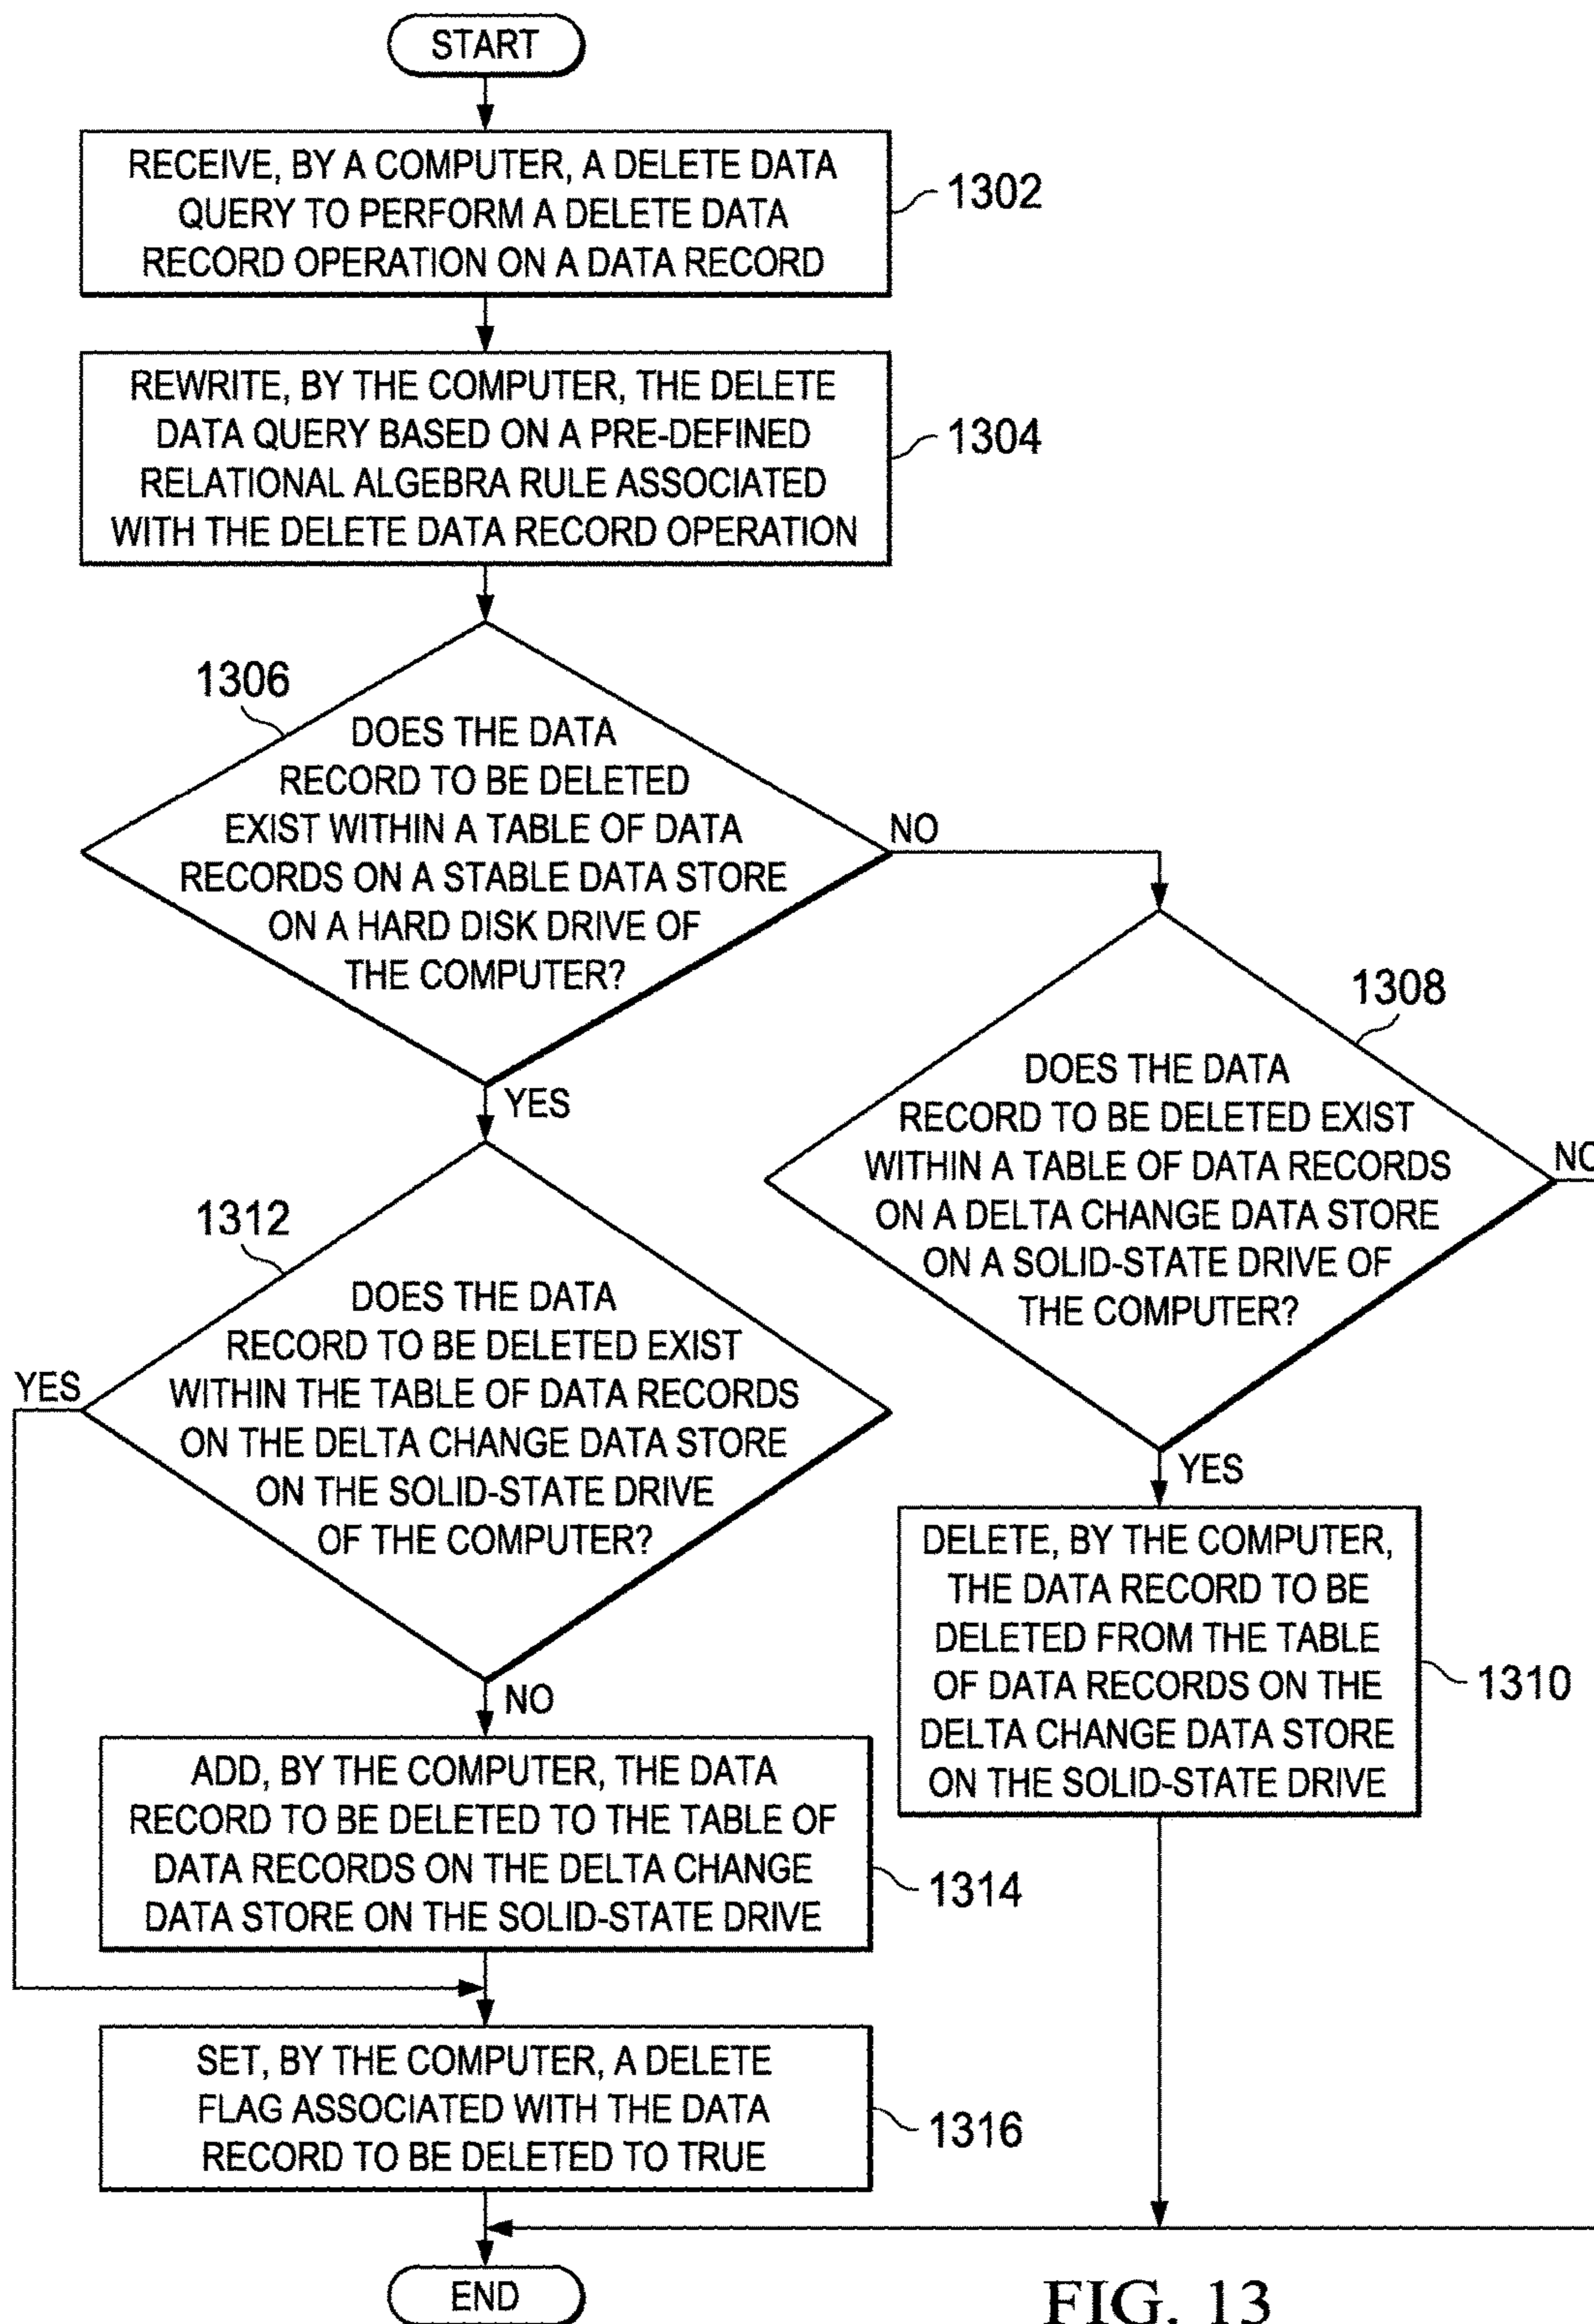 START
RECEIVE, BY A COMPUTER, A DELETE DATA
QUERY TO PERFORM A DELETE DATA
RECORD OPERATION ON A DATA RECORD
1302
REWRITE, BY THE COMPUTER, THE DELETE
DATA QUERY BASED ON A PRE-DEFINED
RELATIONAL ALGEBRA RULE ASSOCIATED
WITH THE DELETE DATA RECORD OPERATION
1304
1306
DOES THE DATA
RECORD TO BE DELETED
EXIST WITHIN A TABLE OF DATA
RECORDS ON A STABLE DATA STORE
ON A HARD DISK DRIVE OF
THE COMPUTER?
NO
YES
1308
DOES THE DATA
RECORD TO BE DELETED EXIST
WITHIN A TABLE OF DATA RECORDS
ON A DELTA CHANGE DATA STORE
ON A SOLID-STATE DRIVE OF
THE COMPUTER?
NO
YES
1312
DOES THE DATA
RECORD TO BE DELETED EXIST
WITHIN THE TABLE OF DATA RECORDS
ON THE DELTA CHANGE DATA STORE
ON THE SOLID-STATE DRIVE
OF THE COMPUTER?
YES
NO
DELETE, BY THE COMPUTER,
THE DATA RECORD TO BE
DELETED FROM THE TABLE
OF DATA RECORDS ON THE
DELTA CHANGE DATA STORE
ON THE SOLID-STATE DRIVE
1310
ADD, BY THE COMPUTER, THE DATA
RECORD TO BE DELETED TO THE TABLE OF
DATA RECORDS ON THE DELTA CHANGE
DATA STORE ON THE SOLID-STATE DRIVE
1314
SET, BY THE COMPUTER, A DELETE
FLAG ASSOCIATED WITH THE DATA
RECORD TO BE DELETED TO TRUE
1316
END
FIG. 13